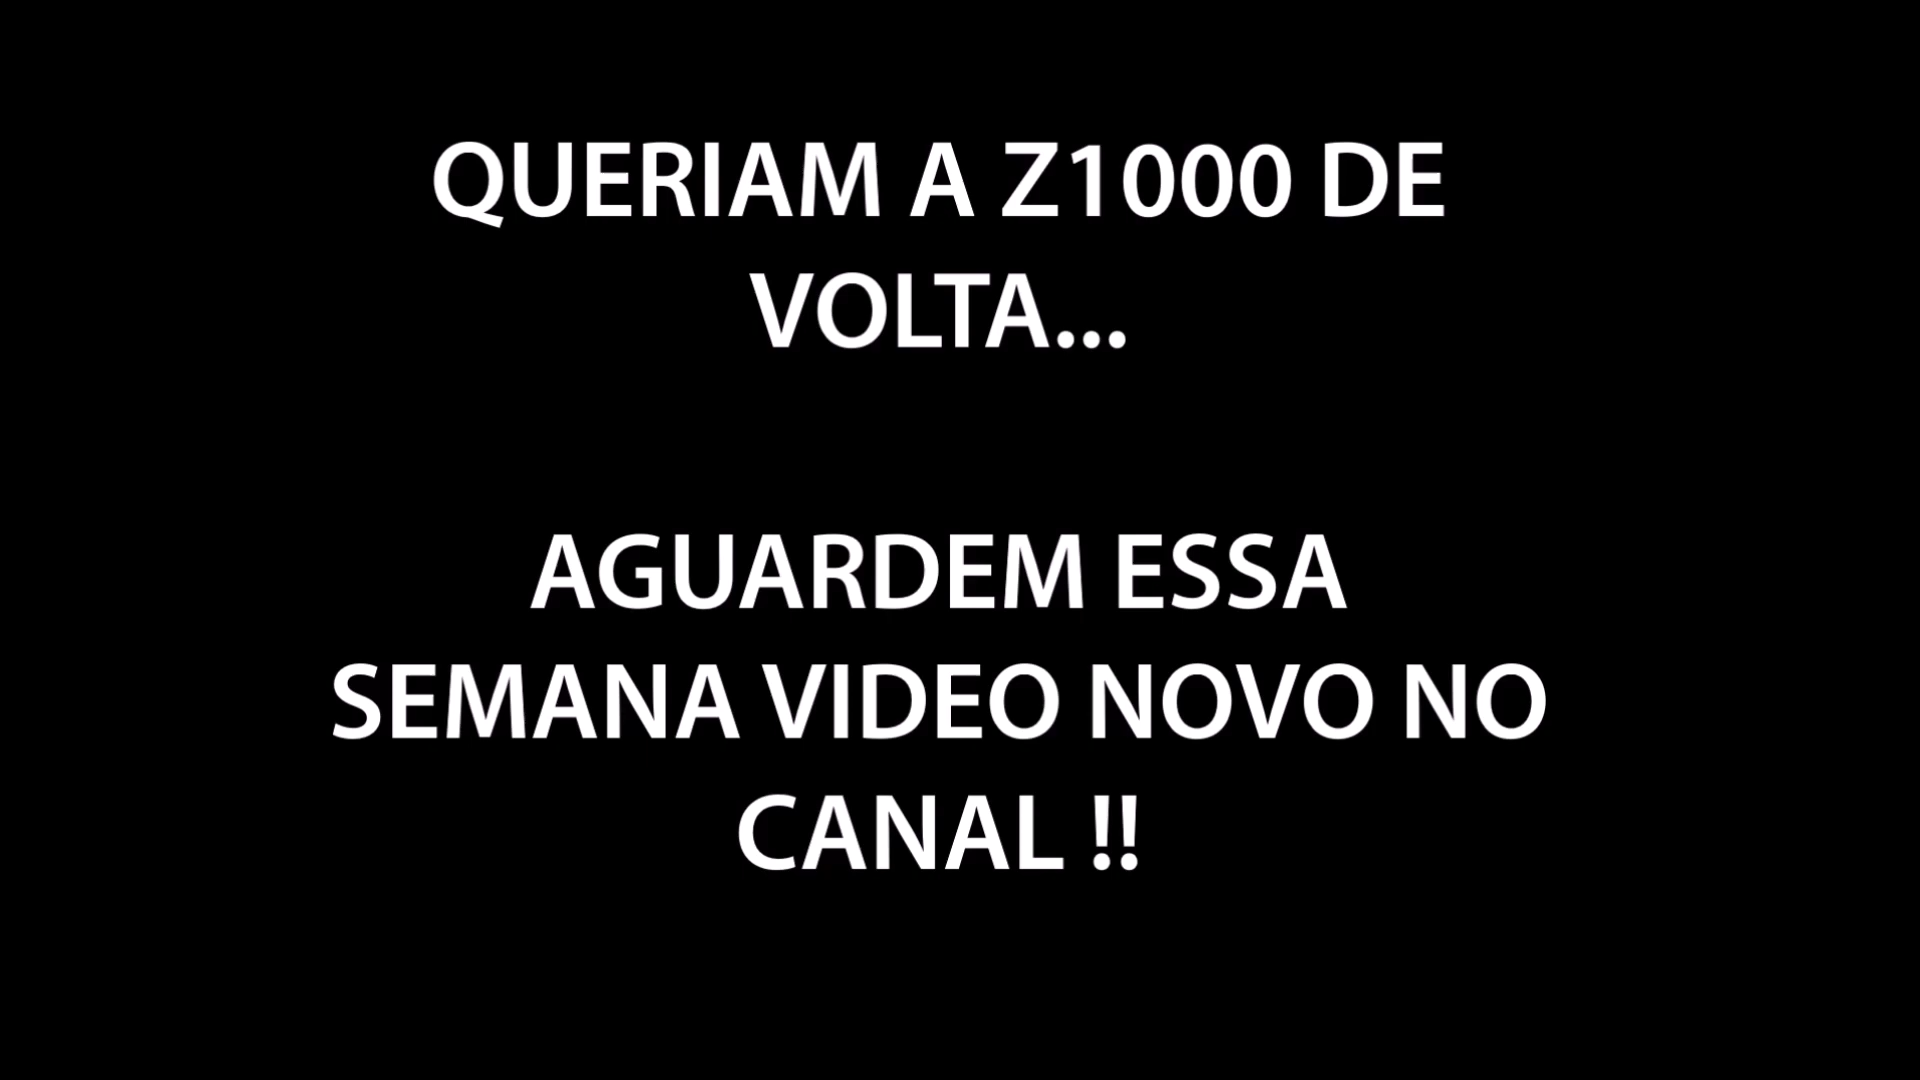 QUERIAM A Z1000 DE
VOLTA...
AGUARDEM ESSA
SEMANA VIDEO NOVO NO
CANAL !!